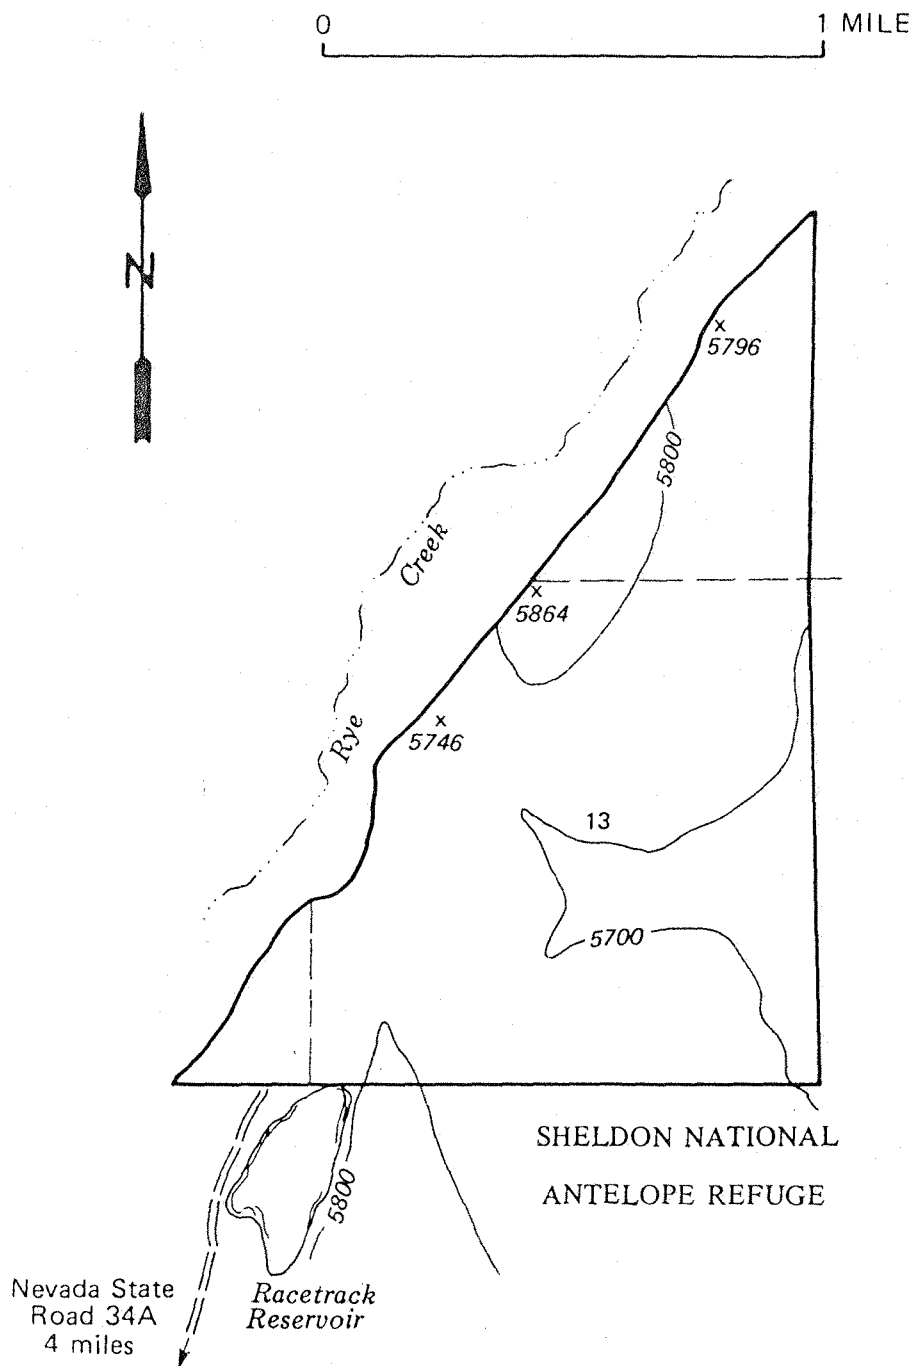 0 1 MILE
N
5796
5800
Creek
5864
Rye
5746
13
5700
SHELDON NATIONAL
ANTELOPE REFUGE
5800
Nevada State
Road 34A
4 miles
Racetrack
Reservoir